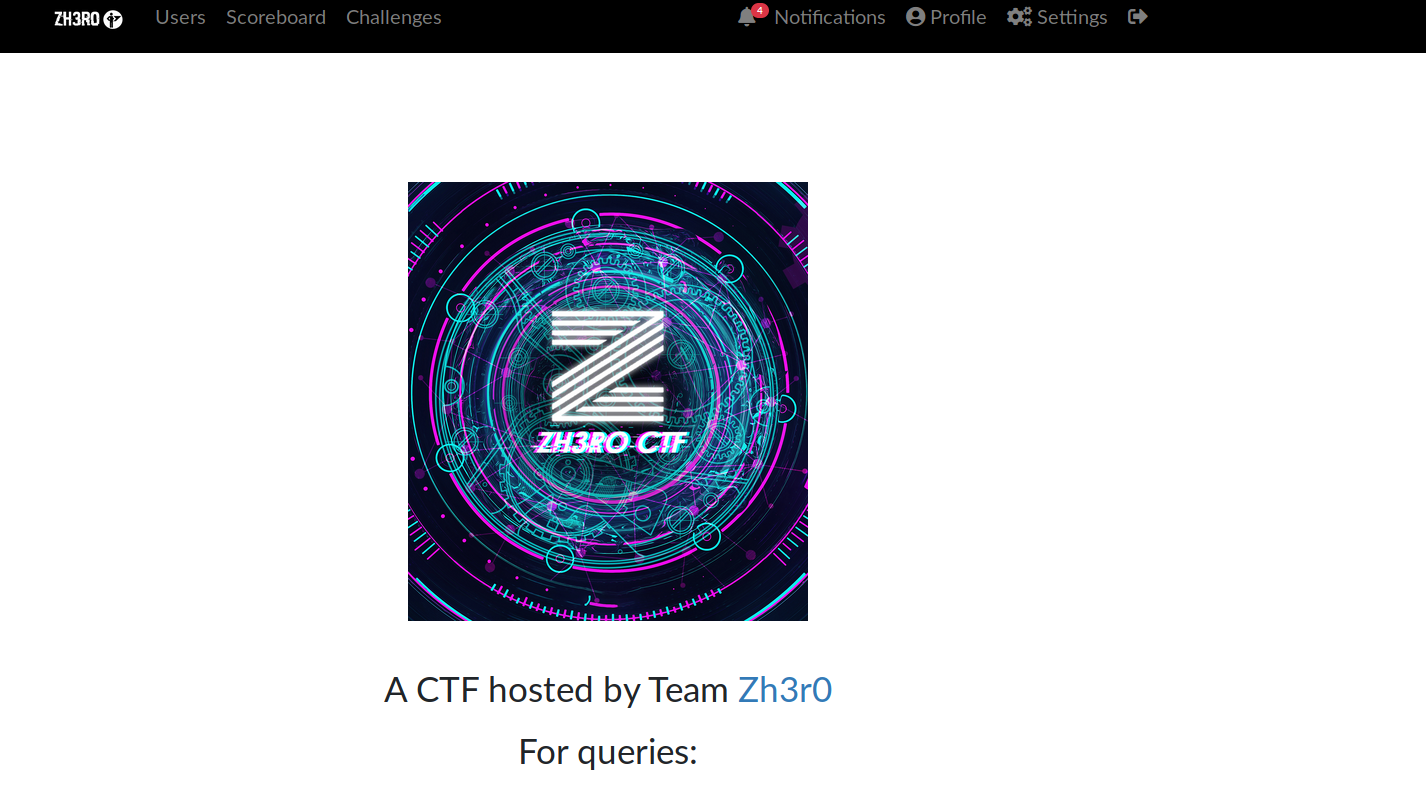 ZH3RO Users Scoreboard Challenges 4 Notifications Profile Settings
Z
ZH3RO CTF
A CTF hosted by Team Zh3r0
For queries: